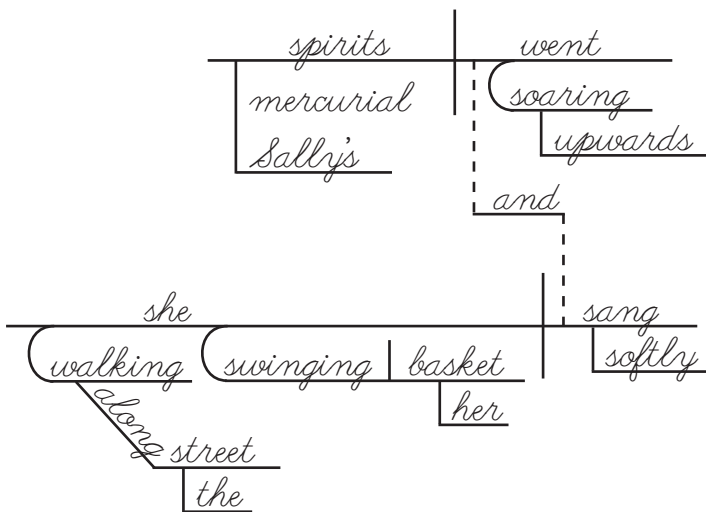 spirits went
mercurial soaring
Sally's upwards
and
she sang
walking swinging basket softly
along her
street
the